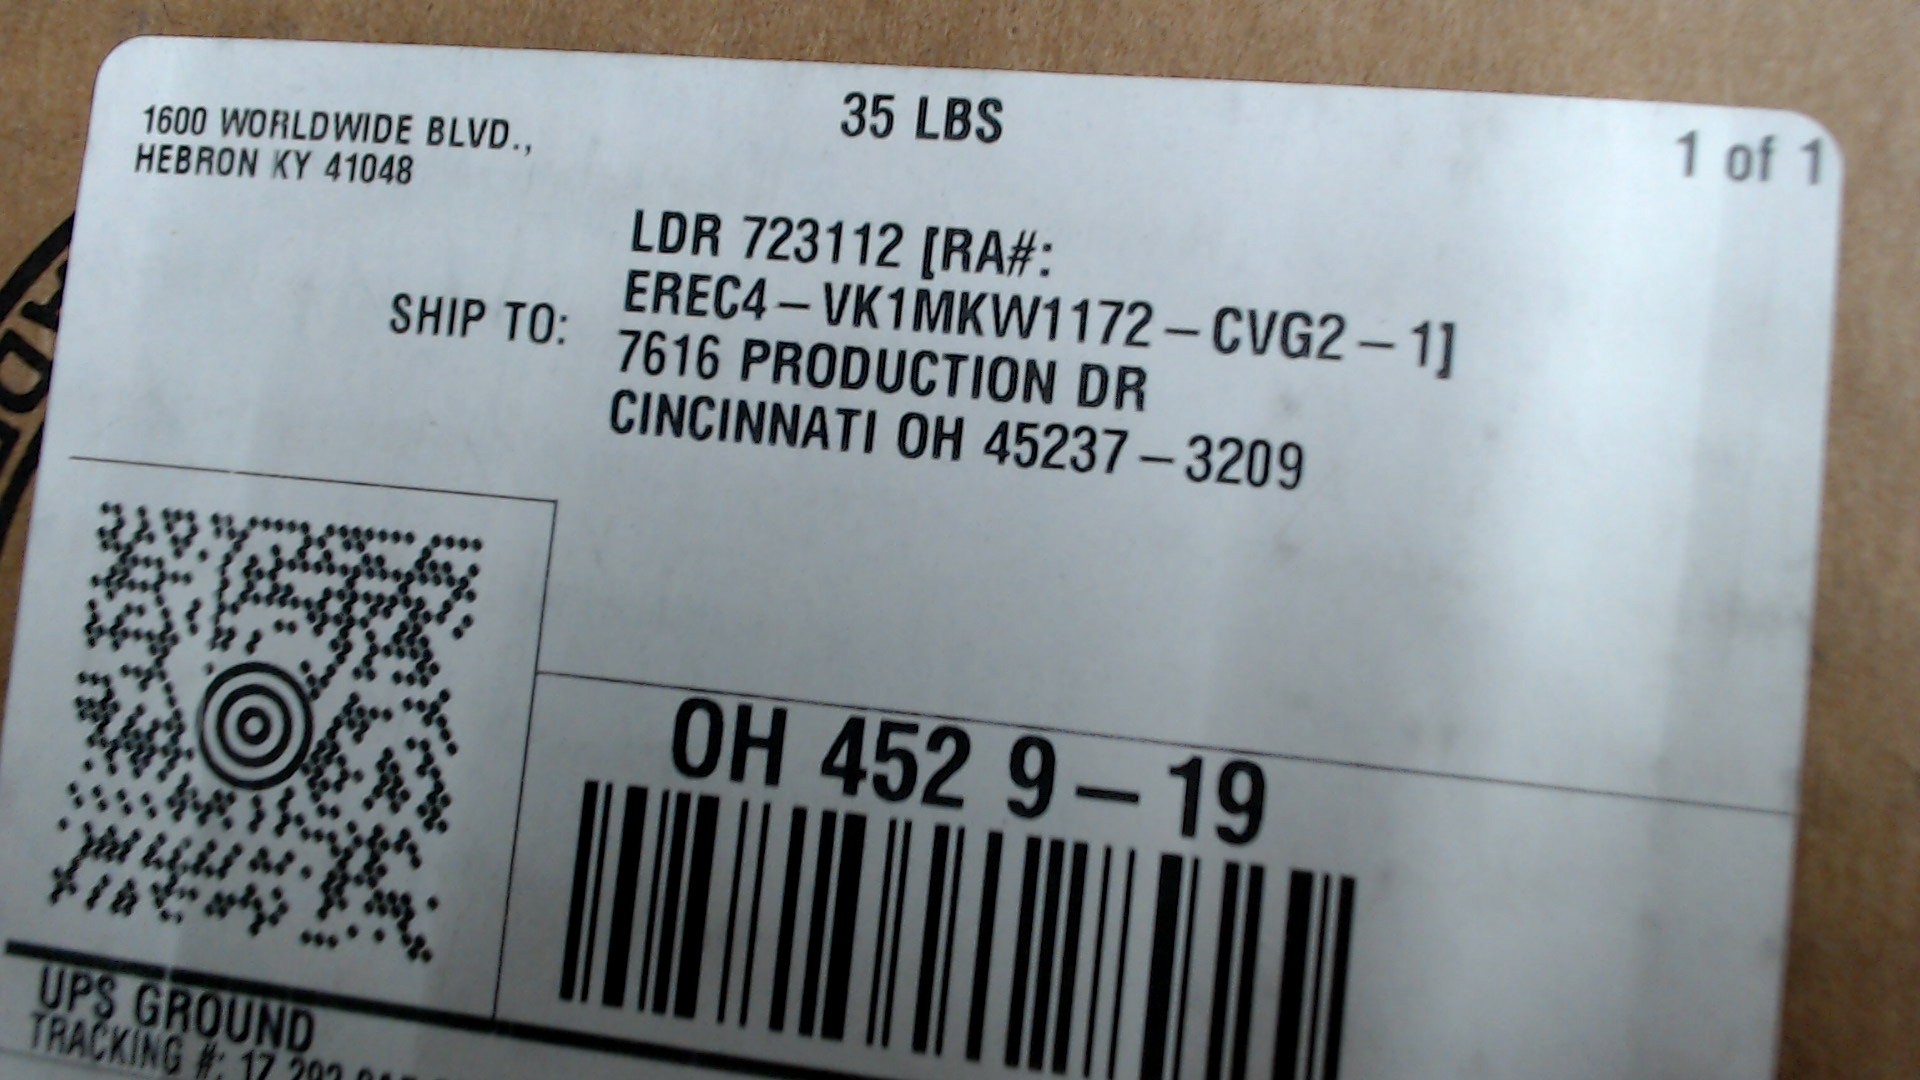 1600 WORLDWIDE BLVD.,
HEBRON KY 41048
35 LBS
1 of 1
SHIP TO:
LDR 723112 [RA#:
EREC4-VK1MKW1172-CVG2-1]
7616 PRODUCTION DR
CINCINNATI OH 45237-3209
OH 452 9-19
UPS GROUND
TRACKING #: